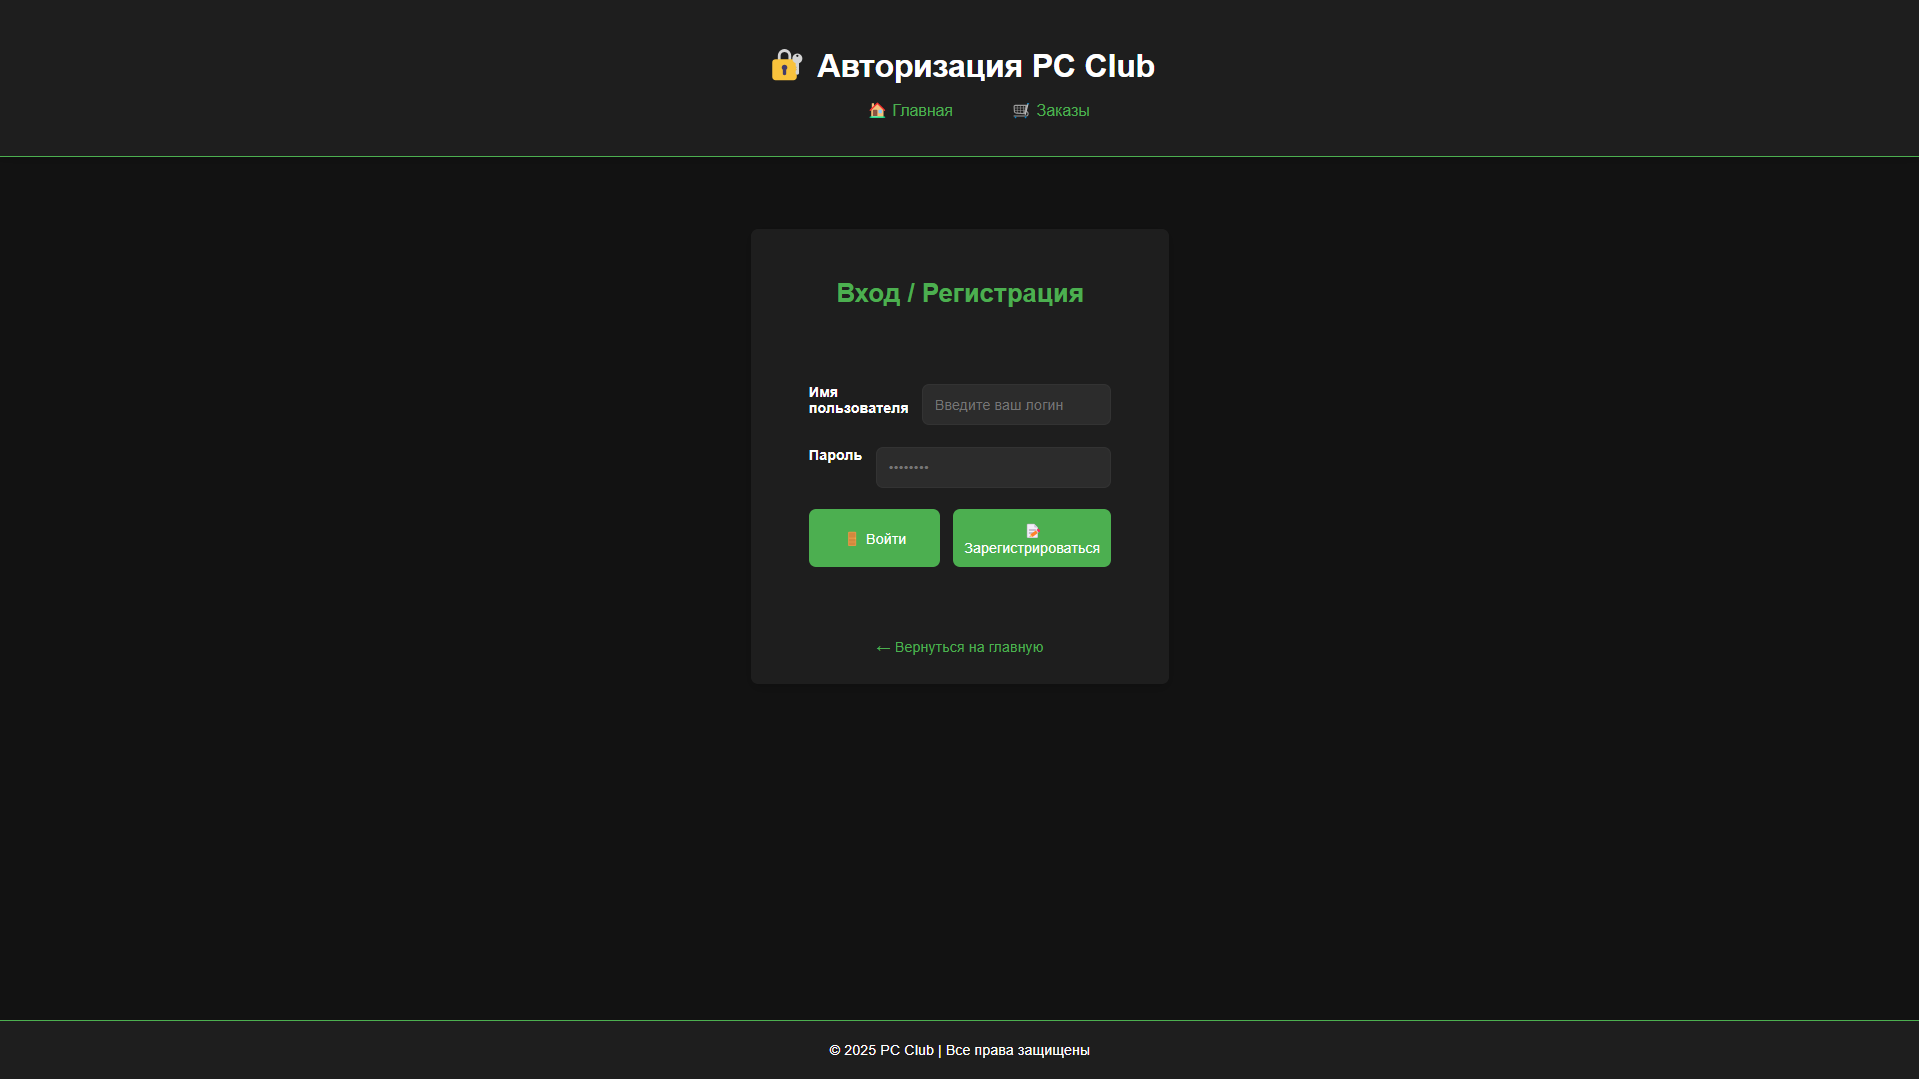 🔐 Авторизация PC Club
🏠 Главная 🛒 Заказы
Вход / Регистрация
Имя
пользователя
Введите ваш логин
Пароль
••••••••
🚪 Войти
📝
Зарегистрироваться
← Вернуться на главную
© 2025 PC Club | Все права защищены